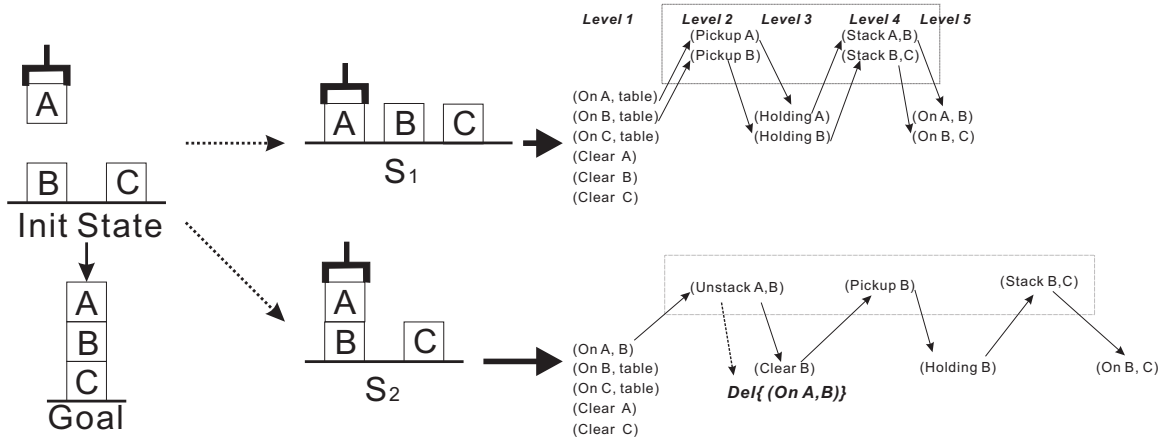 A
B
C
Init State
A
B
C
Goal
A
B
C
S1
A
B
C
S2
Level 1 Level 2 Level 3 Level 4 Level 5
(Pickup A) (Stack A,B)
(Pickup B) (Stack B,C)
(On A, table)
(On B, table) (Holding A) (On A, B)
(On C, table) (Holding B) (On B, C)
(Clear A)
(Clear B)
(Clear C)
(Unstack A,B) (Pickup B) (Stack B,C)
(On A, B)
(On B, table) (Clear B) (Holding B) (On B, C)
(On C, table) Del{ (On A,B)}
(Clear A)
(Clear C)